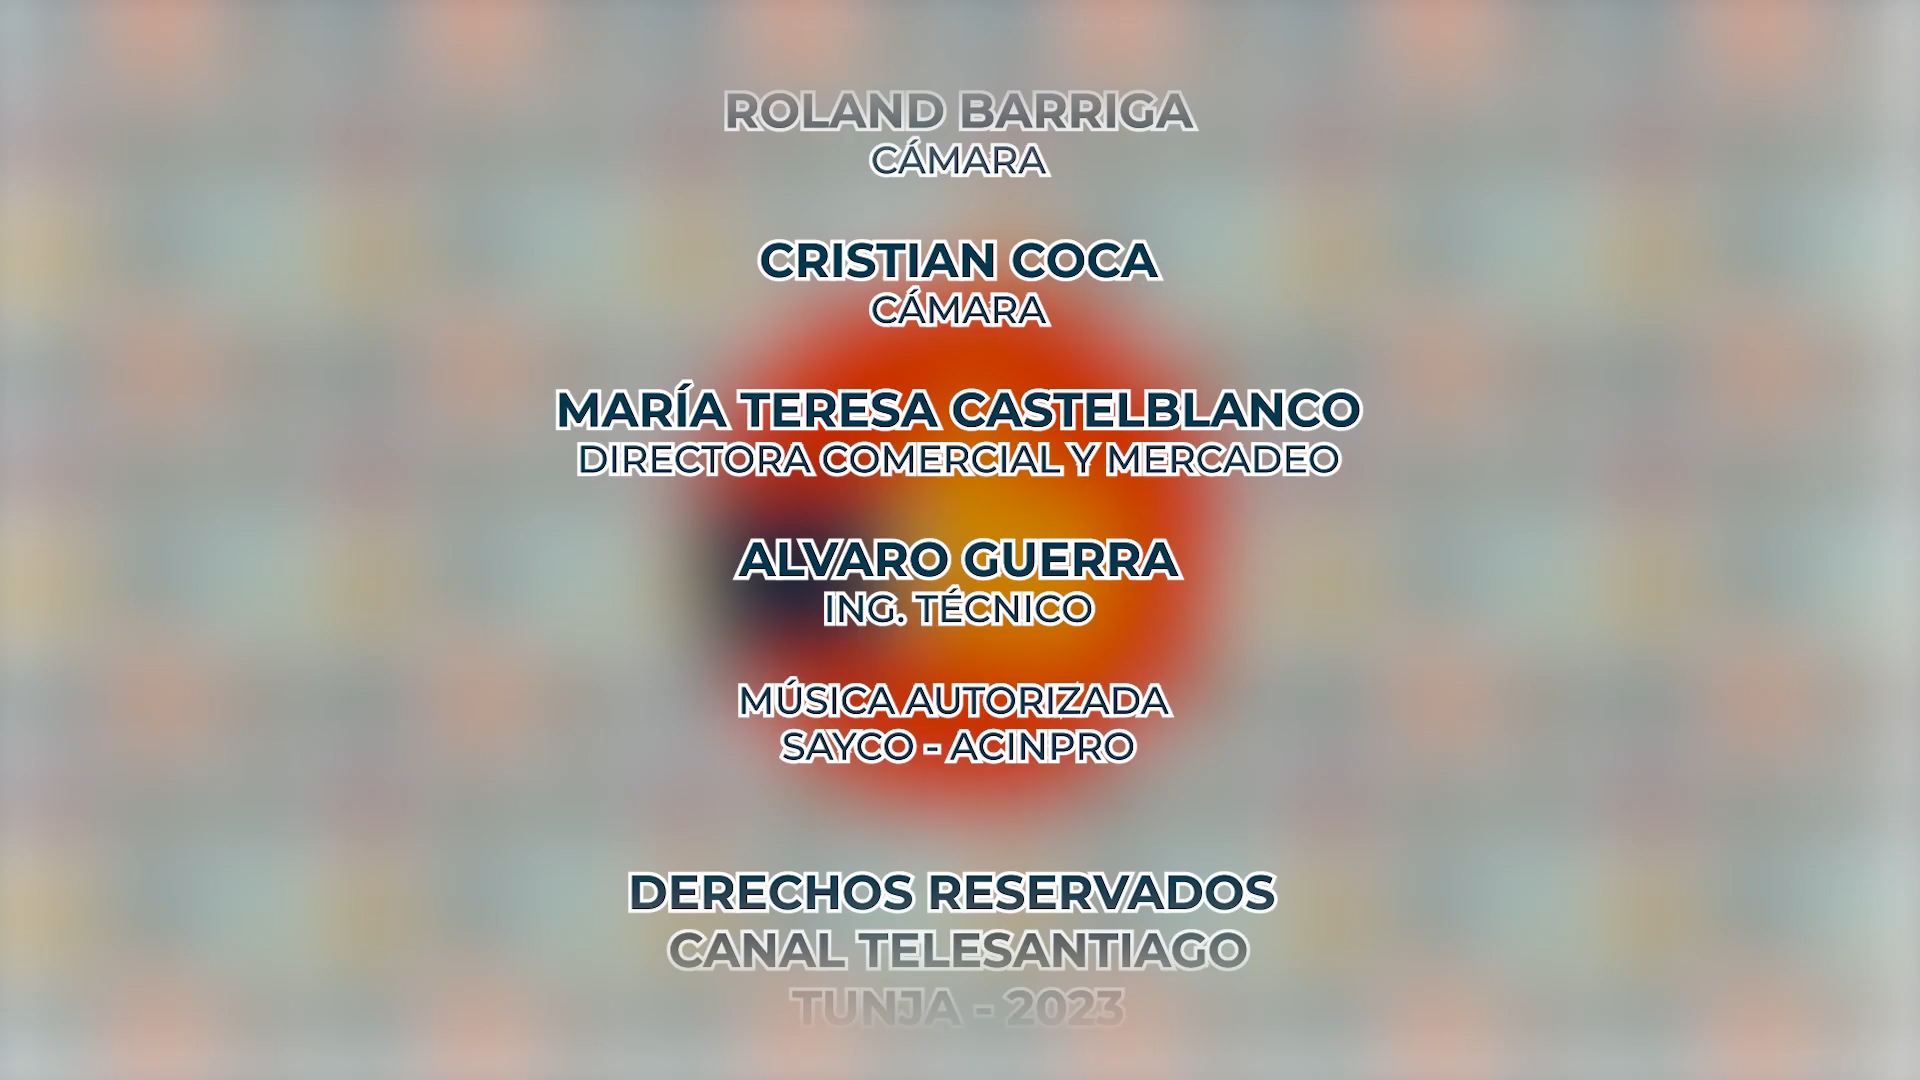 ROLAND BARRIGA
CÁMARA
CRISTIAN COCA
CÁMARA
MARÍA TERESA CASTELBLANCO
DIRECTORA COMERCIAL Y MERCADEO
ALVARO GUERRA
ING. TÉCNICO
MÚSICA AUTORIZADA
SAYCO - ACINPRO
DERECHOS RESERVADOS
CANAL TELESANTIAGO
TUNJA - 2023